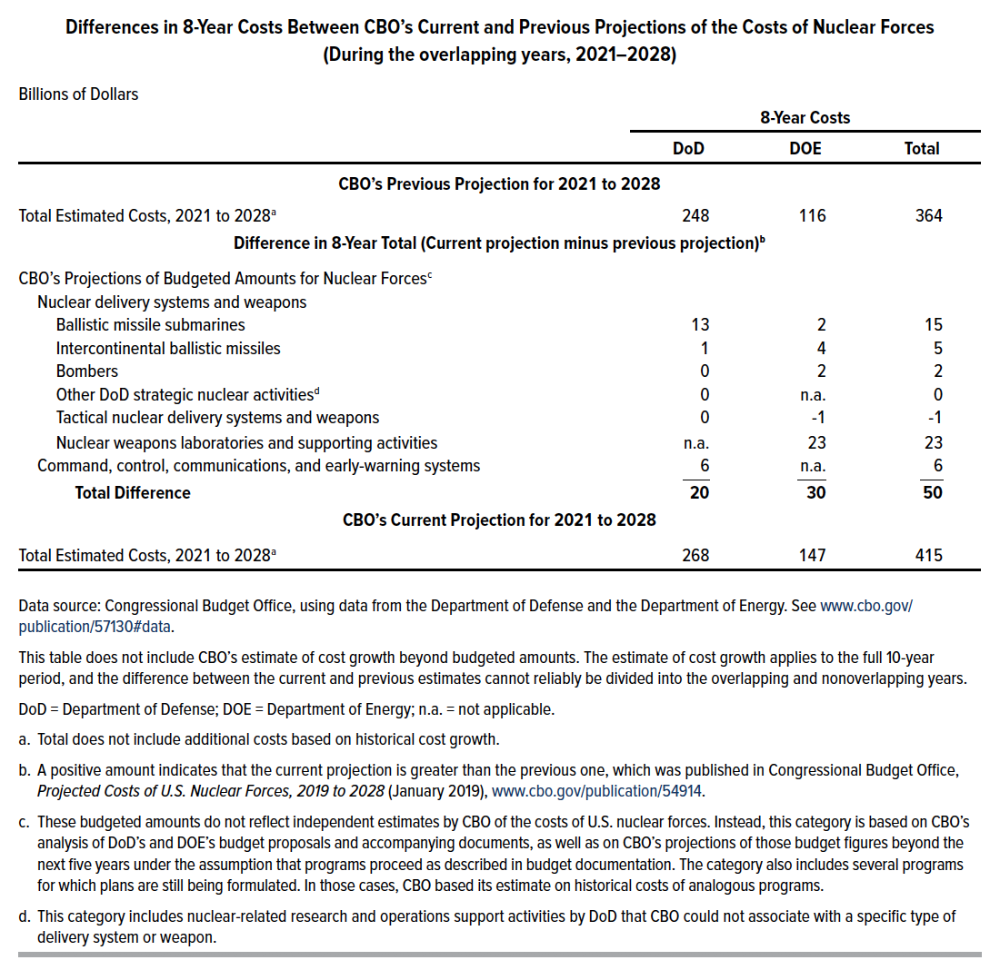 Differences in 8-Year Costs Between CBO’s Current and Previous Projections of the Costs of Nuclear Forces
(During the overlapping years, 2021–2028)
Billions of Dollars
8-Year Costs
DoD DOE Total
CBO’s Previous Projection for 2021 to 2028
Total Estimated Costs, 2021 to 2028a 248 116 364
Difference in 8-Year Total (Current projection minus previous projection)b
CBO’s Projections of Budgeted Amounts for Nuclear Forcesc
Nuclear delivery systems and weapons
Ballistic missile submarines 13 2 15
Intercontinental ballistic missiles 1 4 5
Bombers 0 2 2
Other DoD strategic nuclear activitiesd 0 n.a. 0
Tactical nuclear delivery systems and weapons 0 -1 -1
Nuclear weapons laboratories and supporting activities n.a. 23 23
Command, control, communications, and early-warning systems 6 n.a. 6
Total Difference 20 30 50
CBO’s Current Projection for 2021 to 2028
Total Estimated Costs, 2021 to 2028a 268 147 415
Data source: Congressional Budget Office, using data from the Department of Defense and the Department of Energy. See www.cbo.gov/
publication/57130#data.
This table does not include CBO’s estimate of cost growth beyond budgeted amounts. The estimate of cost growth applies to the full 10-year
period, and the difference between the current and previous estimates cannot reliably be divided into the overlapping and nonoverlapping years.
DoD = Department of Defense; DOE = Department of Energy; n.a. = not applicable.
a. Total does not include additional costs based on historical cost growth.
b. A positive amount indicates that the current projection is greater than the previous one, which was published in Congressional Budget Office,
Projected Costs of U.S. Nuclear Forces, 2019 to 2028 (January 2019), www.cbo.gov/publication/54914.
c. These budgeted amounts do not reflect independent estimates by CBO of the costs of U.S. nuclear forces. Instead, this category is based on CBO’s
analysis of DoD’s and DOE’s budget proposals and accompanying documents, as well as on CBO’s projections of those budget figures beyond the
next five years under the assumption that programs proceed as described in budget documentation. The category also includes several programs
for which plans are still being formulated. In those cases, CBO based its estimate on historical costs of analogous programs.
d. This category includes nuclear-related research and operations support activities by DoD that CBO could not associate with a specific type of
delivery system or weapon.